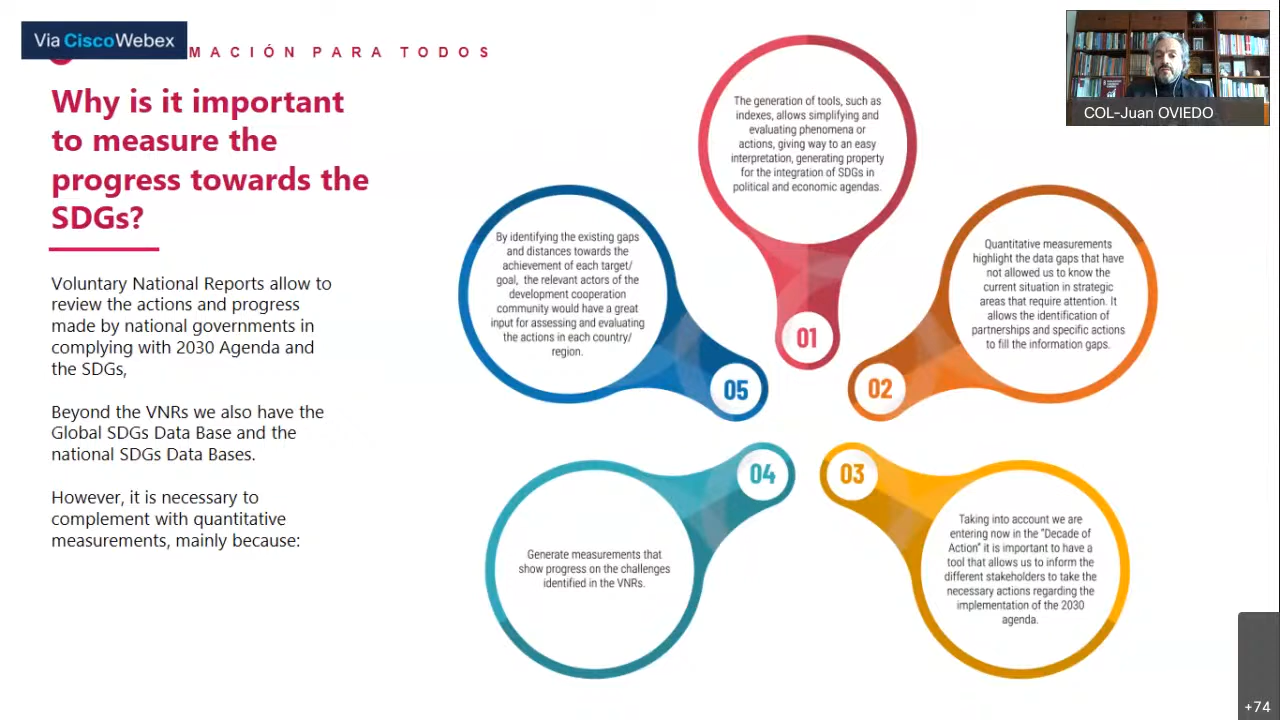 Via CiscoWebex
MACIÓN PARA TODOS
Why is it important
to measure the
progress towards the
SDGs?
Voluntary National Reports allow to
review the actions and progress
made by national governments in
complying with 2030 Agenda and
the SDGs,
Beyond the VNRs we also have the
Global SDGs Data Base and the
national SDGs Data Bases.
However, it is necessary to
complement with quantitative
measurements, mainly because:
The generation of tools, such as
indexes, allows simplifying and
evaluating phenomena or
actions, giving way to an easy
interpretation, generating property
for the integration of SDGs in
political and economic agendas.
01
Quantitative measurements
highlight the data gaps that have
not allowed us to know the
current situation in strategic
areas that require attention. It
allows the identification of
partnerships and specific actions
to fill the information gaps.
02
Taking into account we are
entering now in the “Decade of
Action” it is important to have a
tool that allows us to inform the
different stakeholders to take the
necessary actions regarding the
implementation of the 2030
agenda.
03
Generate measurements that
show progress on the challenges
identified in the VNRs.
04
By identifying the existing gaps
and distances towards the
achievement of each target/
goal, the relevant actors of the
development cooperation
community would have a great
input for assessing and evaluating
the actions in each country/
region.
05
COL-Juan OVIEDO
+74